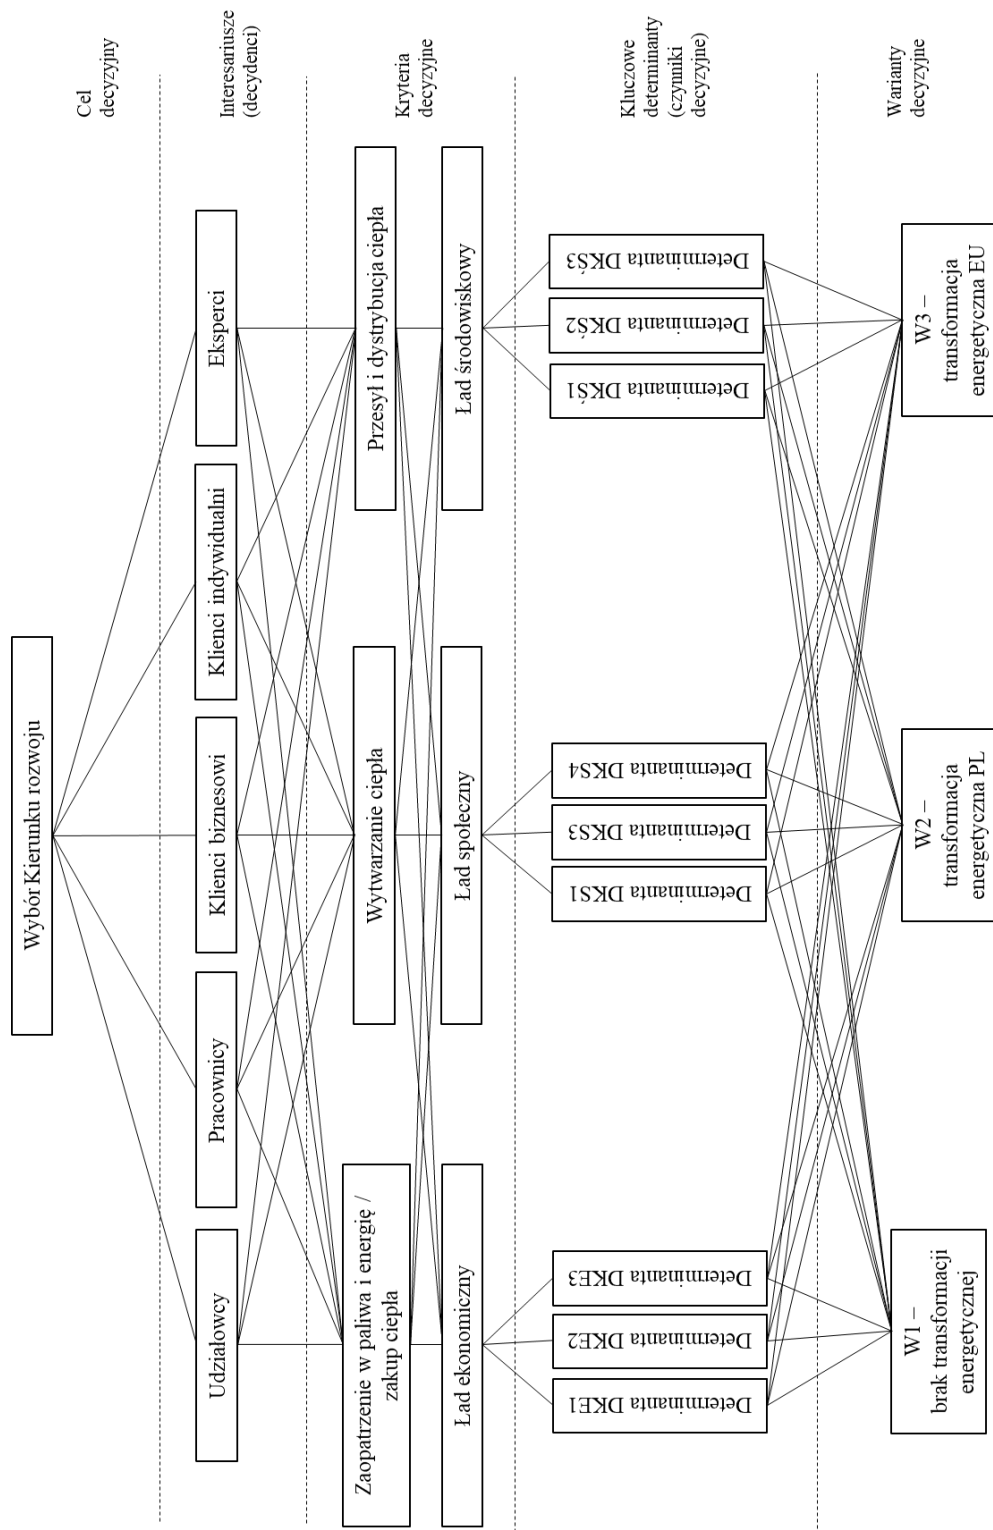 Cel
decyzyjny
Interesariusze
(decydenci)
Kryteria
decyzyjne
Kluczowe
determinanty
(czynniki
decyzyjne)
Warianty
decyzyjne
Wybór Kierunku rozwoju
Udziałowcy
Pracownicy
Klienci biznesowi
Klienci indywidualni
Eksperci
Zaopatrzenie w paliwa i energię /
zakup ciepła
Wytwarzanie ciepła
Przesył i dystrybucja ciepła
Ład ekonomiczny
Ład społeczny
Ład środowiskowy
Determinanta DKE1
Determinanta DKE2
Determinanta DKE3
Determinanta DKS1
Determinanta DKS3
Determinanta DKS4
Determinanta DKŚ1
Determinanta DKŚ2
Determinanta DKŚ3
W1 –
brak transformacji
energetycznej
W2 –
transformacja
energetyczna PL
W3 –
transformacja
energetyczna EU